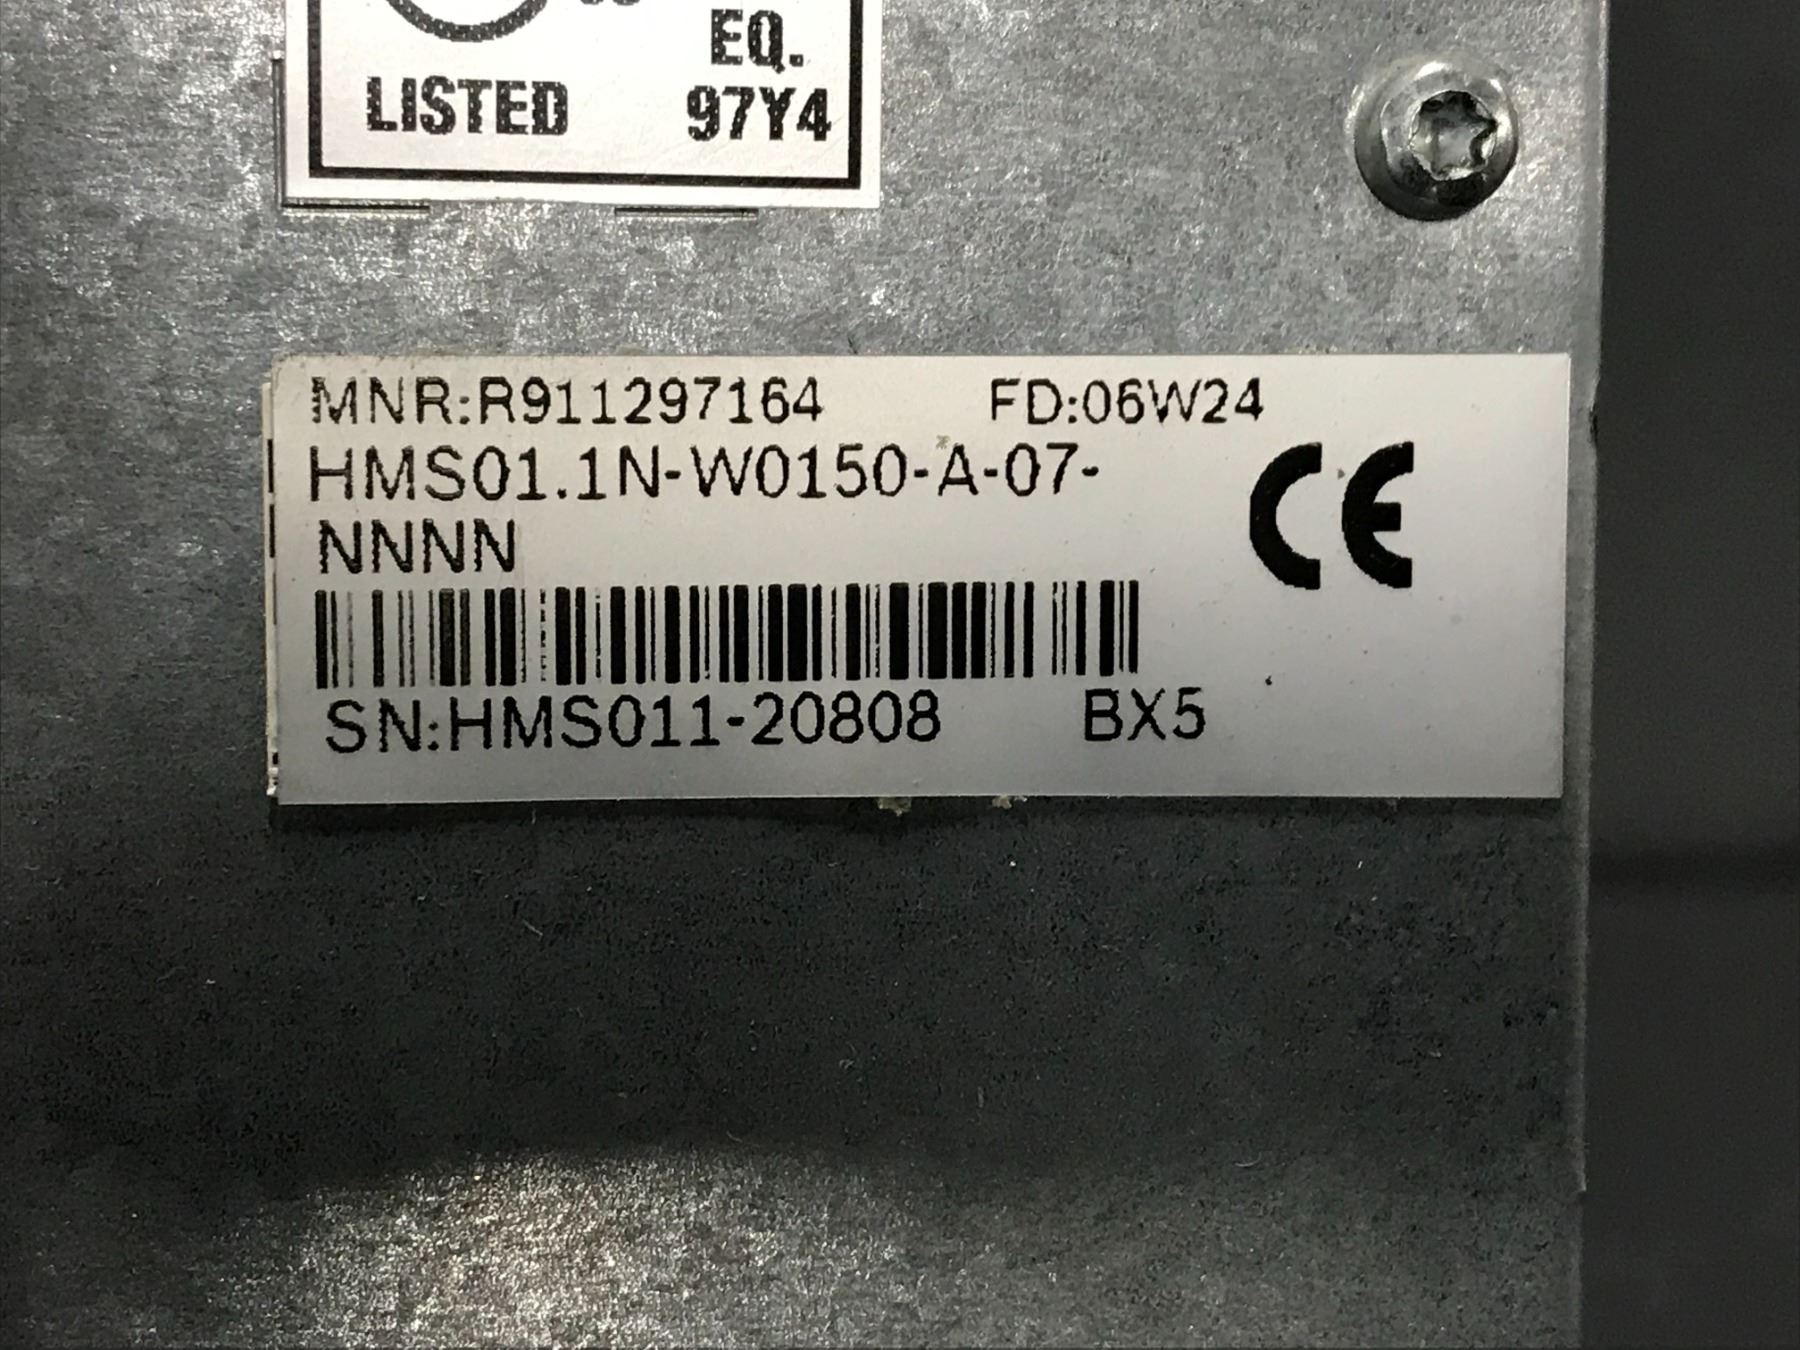 EQ.
LISTED 97Y4
MNR:R911297164 FD:06W24
HMS01.1N-W0150-A-07-
NNNN
CE
SN:HMS011-20808 BX5